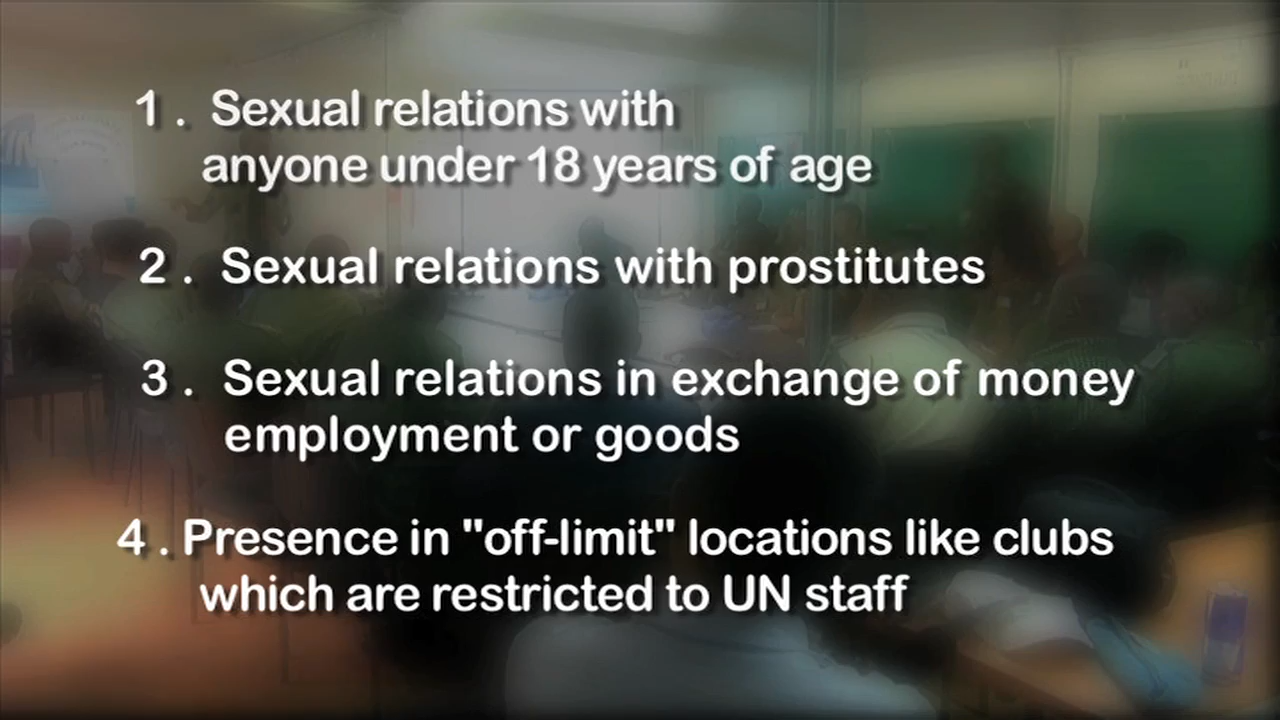 1 . Sexual relations with
anyone under 18 years of age
2 . Sexual relations with prostitutes
3 . Sexual relations in exchange of money
employment or goods
4 . Presence in "off-limit" locations like clubs
which are restricted to UN staff